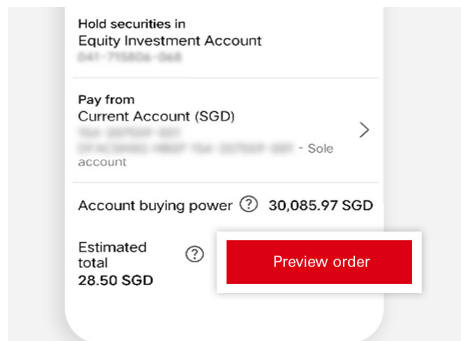 Hold securities in
Equity Investment Account
Pay from
Current Account (SGD)
- Sole
account
Account buying power ? 30,085.97 SGD
Estimated
total
?
28.50 SGD
Preview order